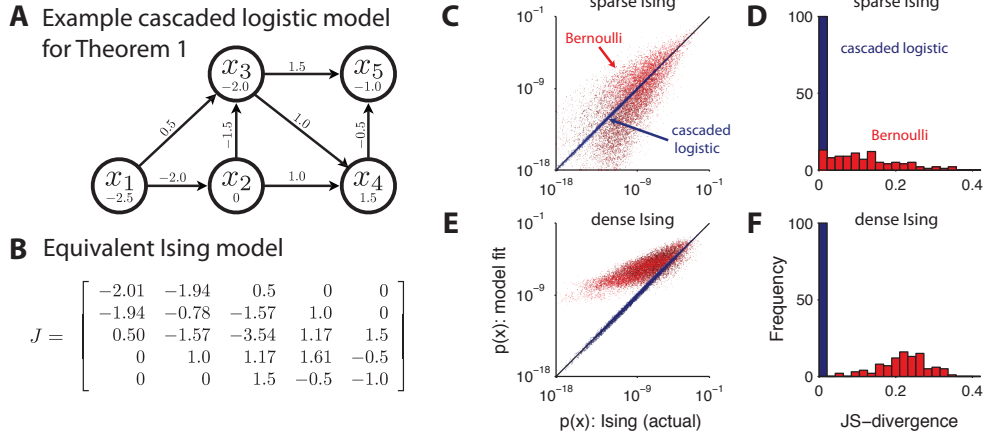 A Example cascaded logistic model
for Theorem 1
x3
−2.0
1.5
x5
−1.0
0.5
−1.5
1.0
−0.5
x1
−2.5
−2.0
x2
0
1.0
x4
1.5
B Equivalent Ising model
J =
−2.01 −1.94 0.5 0 0
−1.94 −0.78 −1.57 1.0 0
0.50 −1.57 −3.54 1.17 1.5
0 1.0 1.17 1.61 −0.5
0 0 1.5 −0.5 −1.0
C
sparse Ising
10−1
10−9
10−18
Bernoulli
cascaded
logistic
10−18 10−9 10−1
D
sparse Ising
100
50
0
cascaded logistic
Bernoulli
0 0.2 0.4
E
dense Ising
p(x): model fit
10−1
10−9
10−18
10−18 10−9 10−1
p(x): Ising (actual)
F
dense Ising
Frequency
100
50
0
0 0.2 0.4
JS−divergence